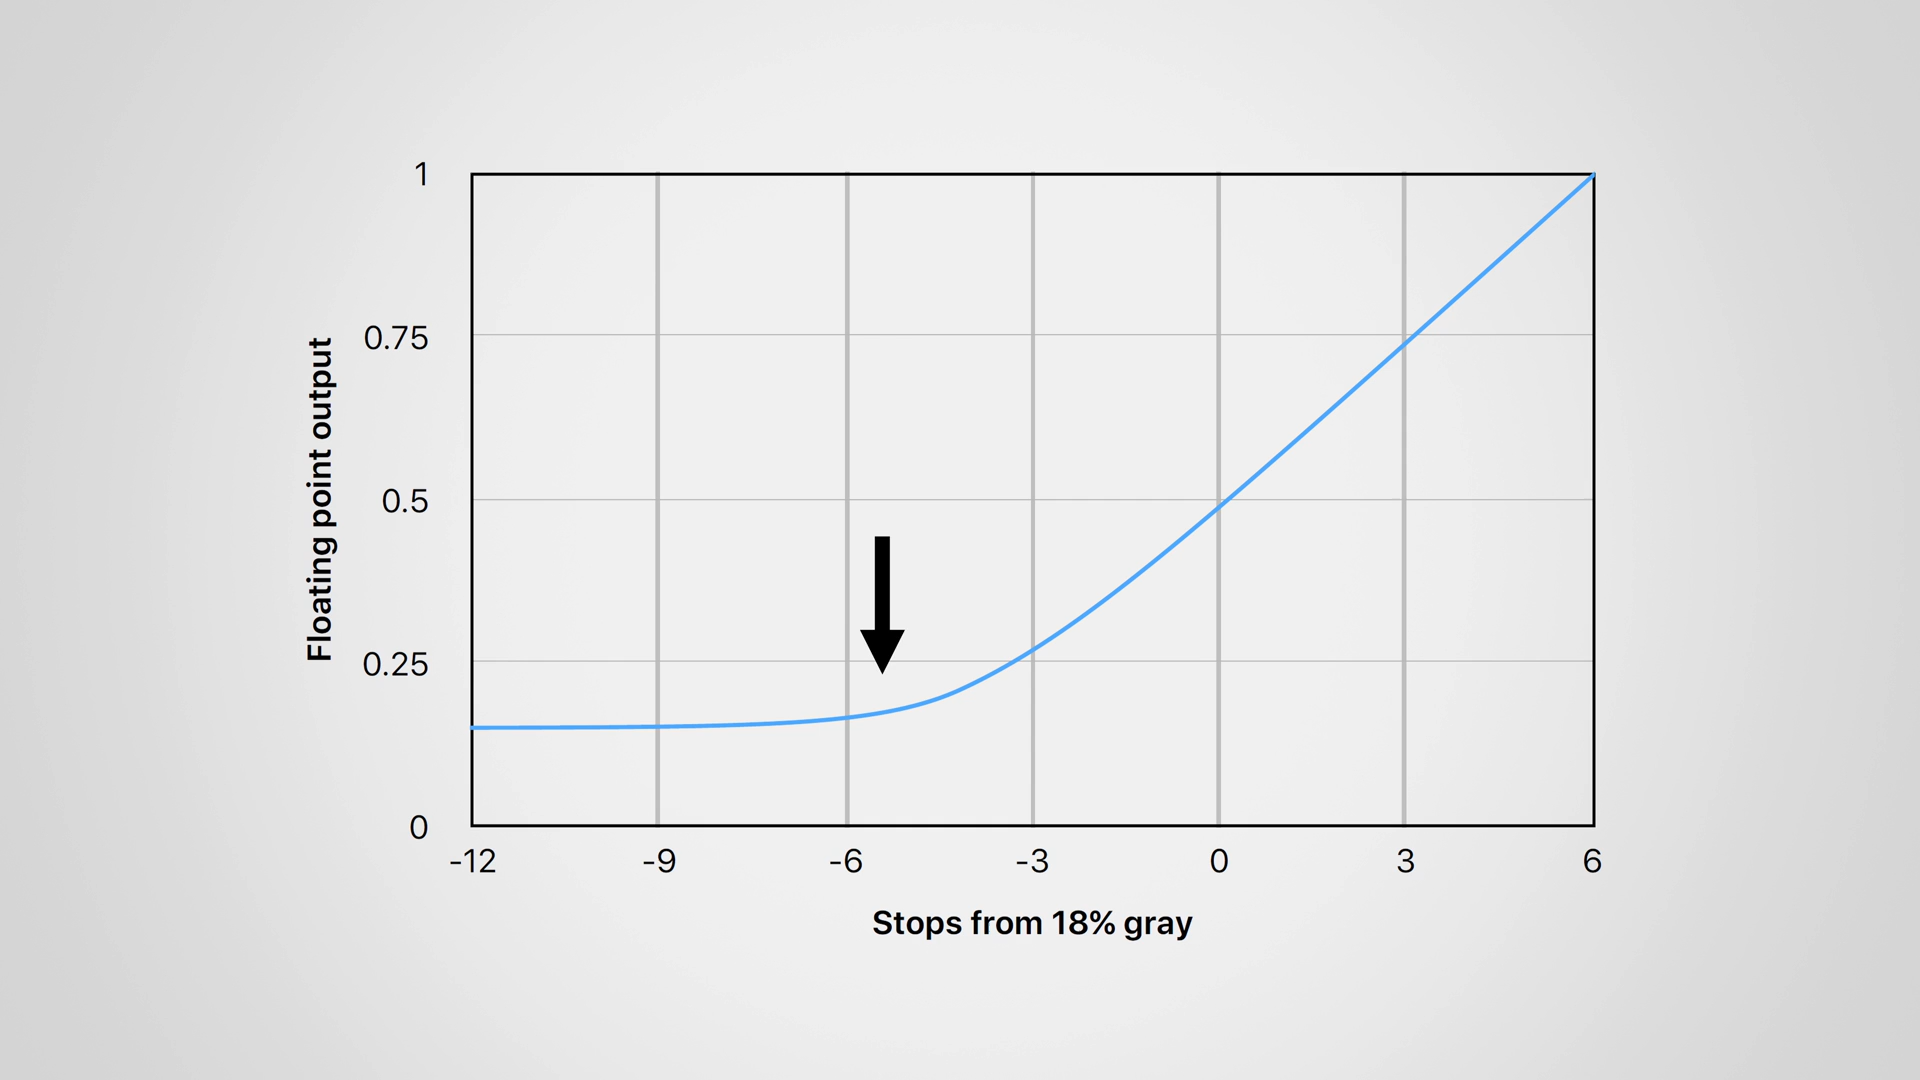 1
0.75
0.5
0.25
0
Floating point output
-12 -9 -6 -3 0 3 6
Stops from 18% gray